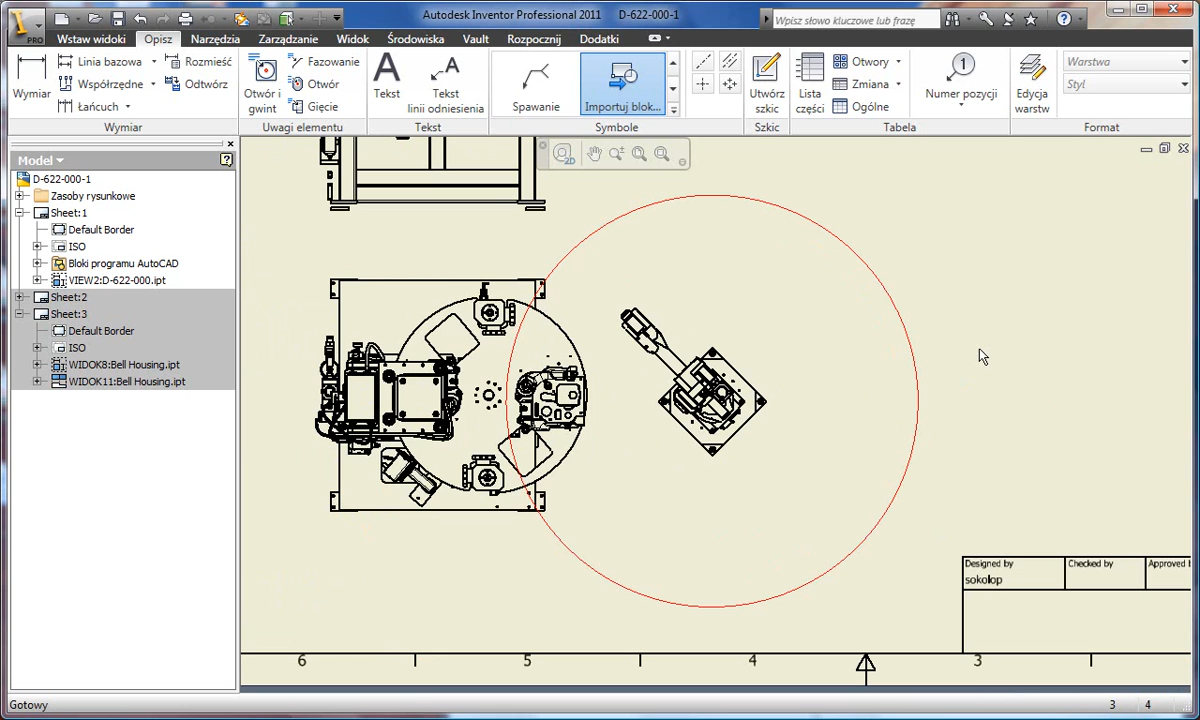 Autodesk Inventor Professional 2011 D-622-000-1
Wpisz słowo kluczowe lub frazę
PRO
Wstaw widoki Opisz Narzędzia Zarządzanie Widok Środowiska Vault Rozpocznij Dodatki
Wymiar
Linia bazowa
Współrzędne
Łańcuch
Rozmieść
Odtwórz
Wymiar
Otwór i
gwint
Fazowanie
Otwór
Gięcie
Uwagi elementu
Tekst
Tekst
linii odniesienia
Tekst
Spawanie
Importuj blok...
Symbole
Utwórz
szkic
Szkic
Lista
części
Otwory
Zmiana
Ogólne
1
Numer pozycji
Tabela
Edycja
warstw
Warstwa
Styl
Format
Model
D-622-000-1
Zasoby rysunkowe
Sheet:1
Default Border
ISO
Bloki programu AutoCAD
VIEW2:D-622-000.ipt
Sheet:2
Sheet:3
Default Border
ISO
WIDOK8:Bell Housing.ipt
WIDOK11:Bell Housing.ipt
2D
Designed by Checked by Approved by
sokolop
6 5 4 3
Gotowy 3 4